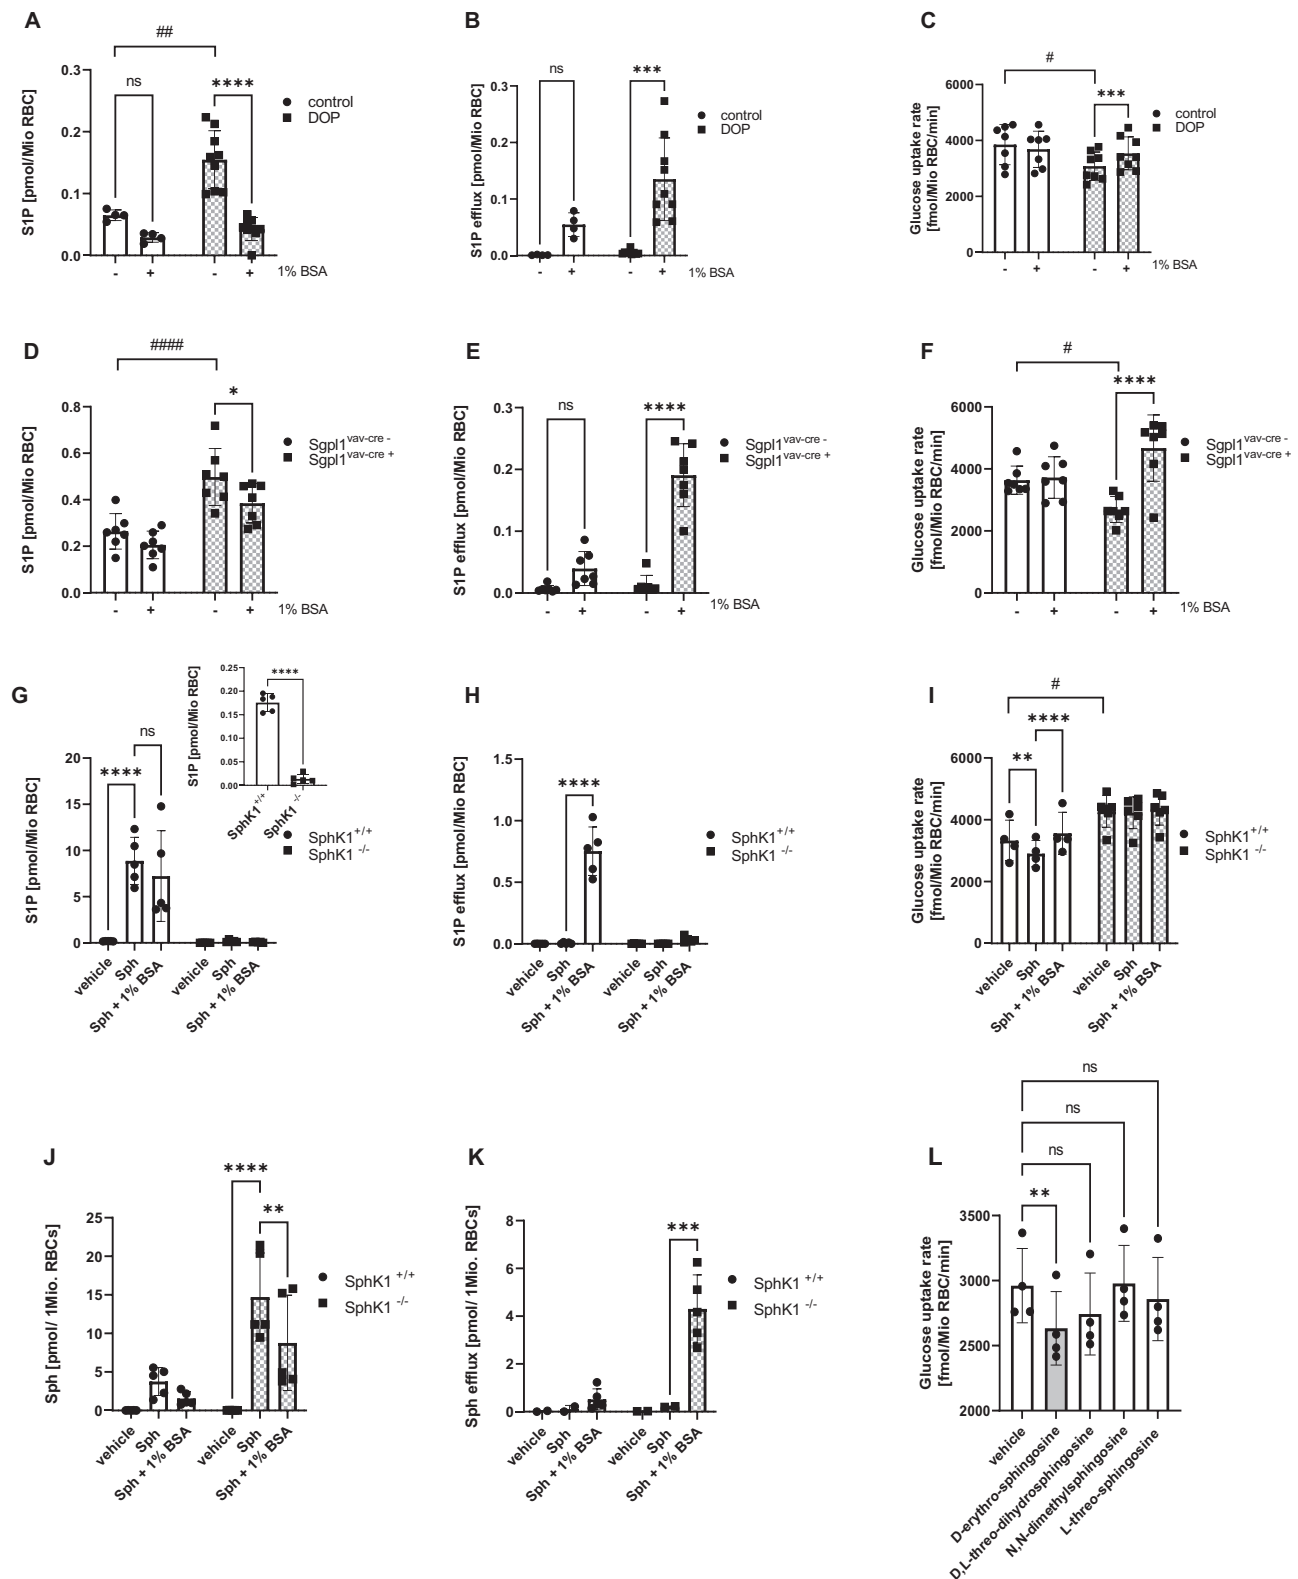 A
##
ns
****
S1P [pmol/Mio RBC]
0.3
0.2
0.1
0.0
control
DOP
- + - + 1% BSA
B
ns
***
S1P efflux [pmol/Mio RBC]
0.3
0.2
0.1
0.0
control
DOP
- + - + 1% BSA
C
#
***
Glucose uptake rate
[fmol/Mio RBC/min]
6000
4000
2000
0
control
DOP
- + - + 1% BSA
D
####
*
S1P [pmol/Mio RBC]
0.8
0.6
0.4
0.2
0.0
Sgpl1 vav-cre -
Sgpl1 vav-cre +
- + - + 1% BSA
E
ns
****
S1P efflux [pmol/Mio RBC]
0.3
0.2
0.1
0.0
Sgpl1 vav-cre -
Sgpl1 vav-cre +
- + - + 1% BSA
F
#
****
Glucose uptake rate
[fmol/Mio RBC/min]
6000
4000
2000
0
Sgpl1 vav-cre -
Sgpl1 vav-cre +
- + - + 1% BSA
G
****
ns
S1P [pmol/Mio RBC]
20
15
10
5
0
vehicle
Sph
Sph + 1% BSA
vehicle
Sph
Sph + 1% BSA
S1P [pmol/Mio RBC]
0.25
0.20
0.15
0.10
0.05
0.00
****
SphK1 +/+
SphK1 -/-
SphK1 +/+
SphK1 -/-
H
****
S1P efflux [pmol/Mio RBC]
1.5
1.0
0.5
0.0
vehicle
Sph
Sph + 1% BSA
vehicle
Sph
Sph + 1% BSA
SphK1 +/+
SphK1 -/-
I
#
****
**
Glucose uptake rate
[fmol/Mio RBC/min]
6000
4000
2000
0
vehicle
Sph
Sph + 1% BSA
vehicle
Sph
Sph + 1% BSA
SphK1 +/+
SphK1 -/-
J
****
**
Sph [pmol/ 1Mio. RBCs]
25
20
15
10
5
0
vehicle
Sph
Sph + 1% BSA
vehicle
Sph
Sph + 1% BSA
SphK1 +/+
SphK1 -/-
K
***
Sph efflux [pmol/ 1Mio. RBCs]
8
6
4
2
0
vehicle
Sph
Sph + 1% BSA
vehicle
Sph
Sph + 1% BSA
SphK1 +/+
SphK1 -/-
L
ns
ns
ns
**
Glucose uptake rate
[fmol/Mio RBC/min]
3500
3000
2500
2000
vehicle
D-erythro-sphingosine
D,L-threo-dihydrosphingosine
N,N-dimethylsphingosine
L-threo-sphingosine